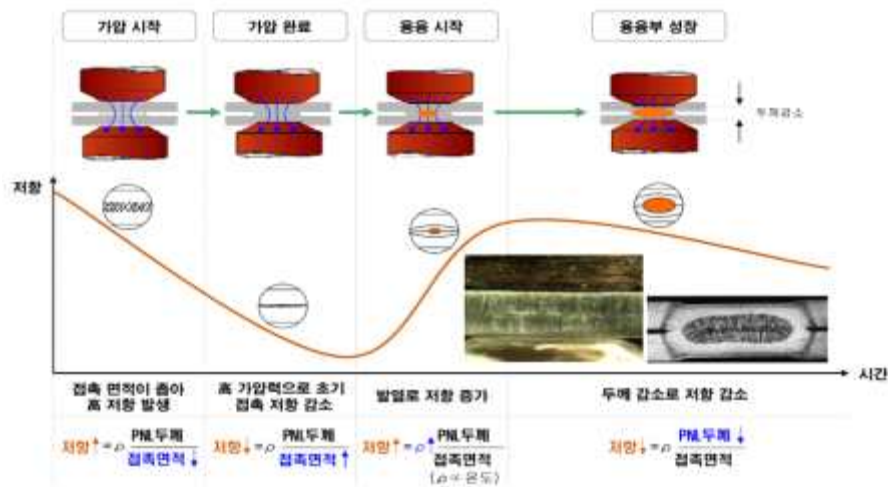 가압 시작
가압 완료
용융 시작
용융부 성장
두께감소
저항
시간
접촉 면적이 좁아
高 저항 발생
高 가압력으로 초기
접촉 저항 감소
발열로 저항 증가
두께 감소로 저항 감소
저항↑=ρ PNL두께
접촉면적↓
저항↓=ρ PNL두께
접촉면적↑
저항↑=ρ↑ PNL두께
접촉면적
(ρ∝온도)
저항↓=ρ PNL두께↓
접촉면적